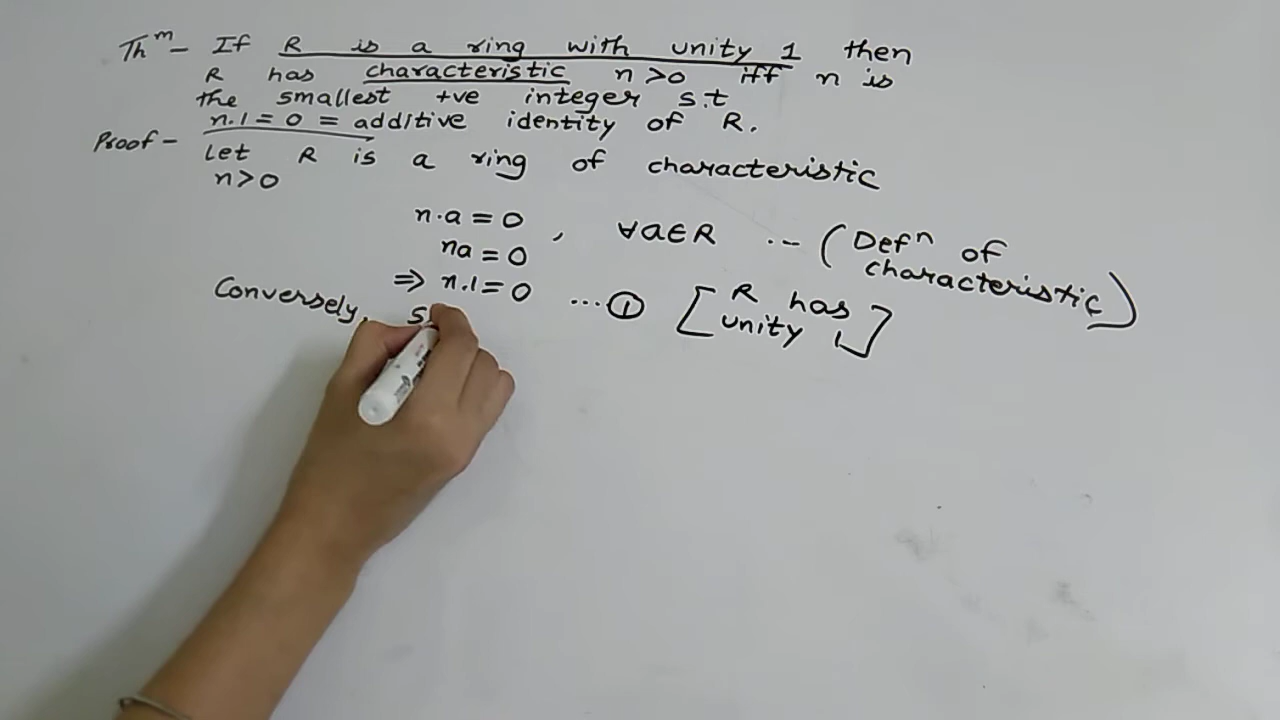 Thᵐ- If R is a ring with unity 1 then
R has characteristic n>0 iff n is
the smallest +ve integer s.t
n.1=0 = additive identity of R.
Proof- Let R is a ring of characteristic
n>0
n.a=0 , ∀a∈R .-- (Defⁿ of
characteristic)
na=0
⇒ n.1=0 ...① [R has
unity 1]
Conversely, S